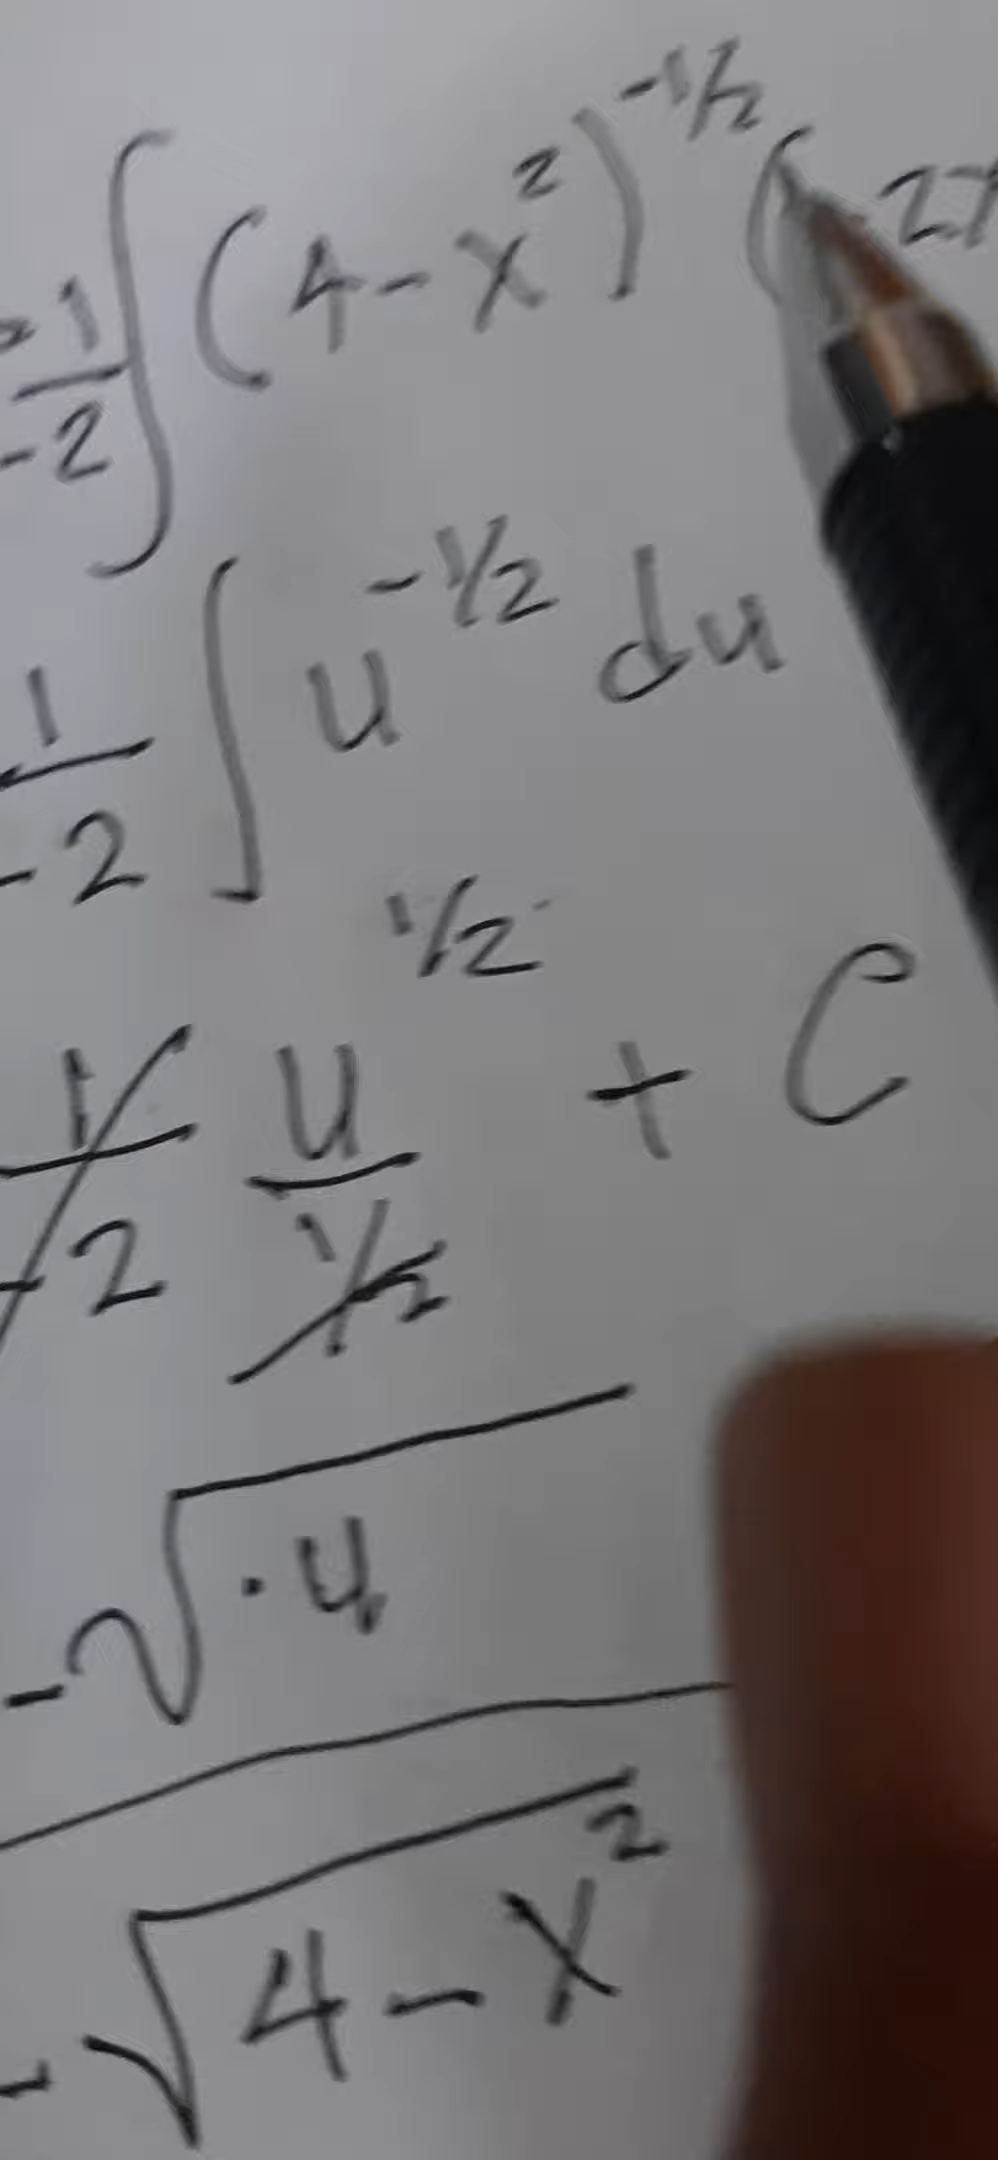 = 1/-2 ∫ (4-x²)^-1/2 (-2x
1/-2 ∫ u^-1/2 du
1/-2 u^1/2 / 1/2 + C
-√u
-√4-x²